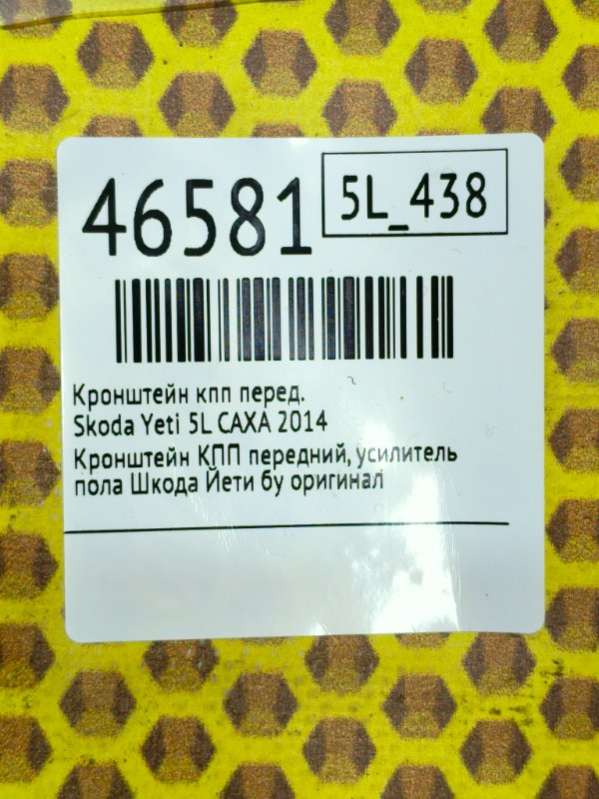 46581
5L_438
Кронштейн кпп перед.
Skoda Yeti 5L CAXA 2014
Кронштейн КПП передний, усилитель
пола Шкода Йети бу оригинал